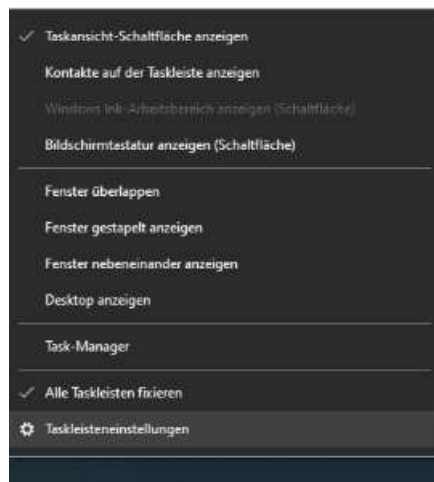 Taskansicht-Schaltfläche anzeigen
Kontakte auf der Taskleiste anzeigen
Windows Ink-Arbeitsbereich anzeigen (Schaltfläche)
Bildschirmtastatur anzeigen (Schaltfläche)
Fenster überlappen
Fenster gestapelt anzeigen
Fenster nebeneinander anzeigen
Desktop anzeigen
Task-Manager
Alle Taskleisten fixieren
Taskleisteneinstellungen